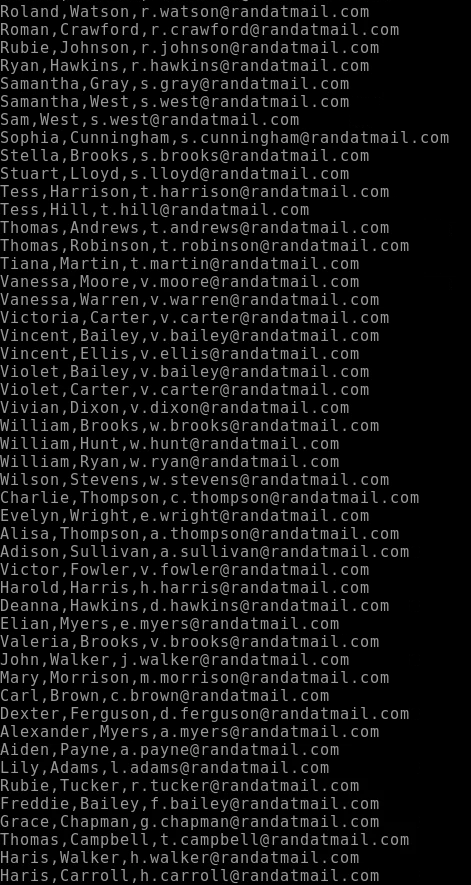 Roland,Watson,r.watson@randatmail.com
Roman,Crawford,r.crawford@randatmail.com
Rubie,Johnson,r.johnson@randatmail.com
Ryan,Hawkins,r.hawkins@randatmail.com
Samantha,Gray,s.gray@randatmail.com
Samantha,West,s.west@randatmail.com
Sam,West,s.west@randatmail.com
Sophia,Cunningham,s.cunningham@randatmail.com
Stella,Brooks,s.brooks@randatmail.com
Stuart,Lloyd,s.lloyd@randatmail.com
Tess,Harrison,t.harrison@randatmail.com
Tess,Hill,t.hill@randatmail.com
Thomas,Andrews,t.andrews@randatmail.com
Thomas,Robinson,t.robinson@randatmail.com
Tiana,Martin,t.martin@randatmail.com
Vanessa,Moore,v.moore@randatmail.com
Vanessa,Warren,v.warren@randatmail.com
Victoria,Carter,v.carter@randatmail.com
Vincent,Bailey,v.bailey@randatmail.com
Vincent,Ellis,v.ellis@randatmail.com
Violet,Bailey,v.bailey@randatmail.com
Violet,Carter,v.carter@randatmail.com
Vivian,Dixon,v.dixon@randatmail.com
William,Brooks,w.brooks@randatmail.com
William,Hunt,w.hunt@randatmail.com
William,Ryan,w.ryan@randatmail.com
Wilson,Stevens,w.stevens@randatmail.com
Charlie,Thompson,c.thompson@randatmail.com
Evelyn,Wright,e.wright@randatmail.com
Alisa,Thompson,a.thompson@randatmail.com
Adison,Sullivan,a.sullivan@randatmail.com
Victor,Fowler,v.fowler@randatmail.com
Harold,Harris,h.harris@randatmail.com
Deanna,Hawkins,d.hawkins@randatmail.com
Elian,Myers,e.myers@randatmail.com
Valeria,Brooks,v.brooks@randatmail.com
John,Walker,j.walker@randatmail.com
Mary,Morrison,m.morrison@randatmail.com
Carl,Brown,c.brown@randatmail.com
Dexter,Ferguson,d.ferguson@randatmail.com
Alexander,Myers,a.myers@randatmail.com
Aiden,Payne,a.payne@randatmail.com
Lily,Adams,l.adams@randatmail.com
Rubie,Tucker,r.tucker@randatmail.com
Freddie,Bailey,f.bailey@randatmail.com
Grace,Chapman,g.chapman@randatmail.com
Thomas,Campbell,t.campbell@randatmail.com
Haris,Walker,h.walker@randatmail.com
Haris,Carroll,h.carroll@randatmail.com